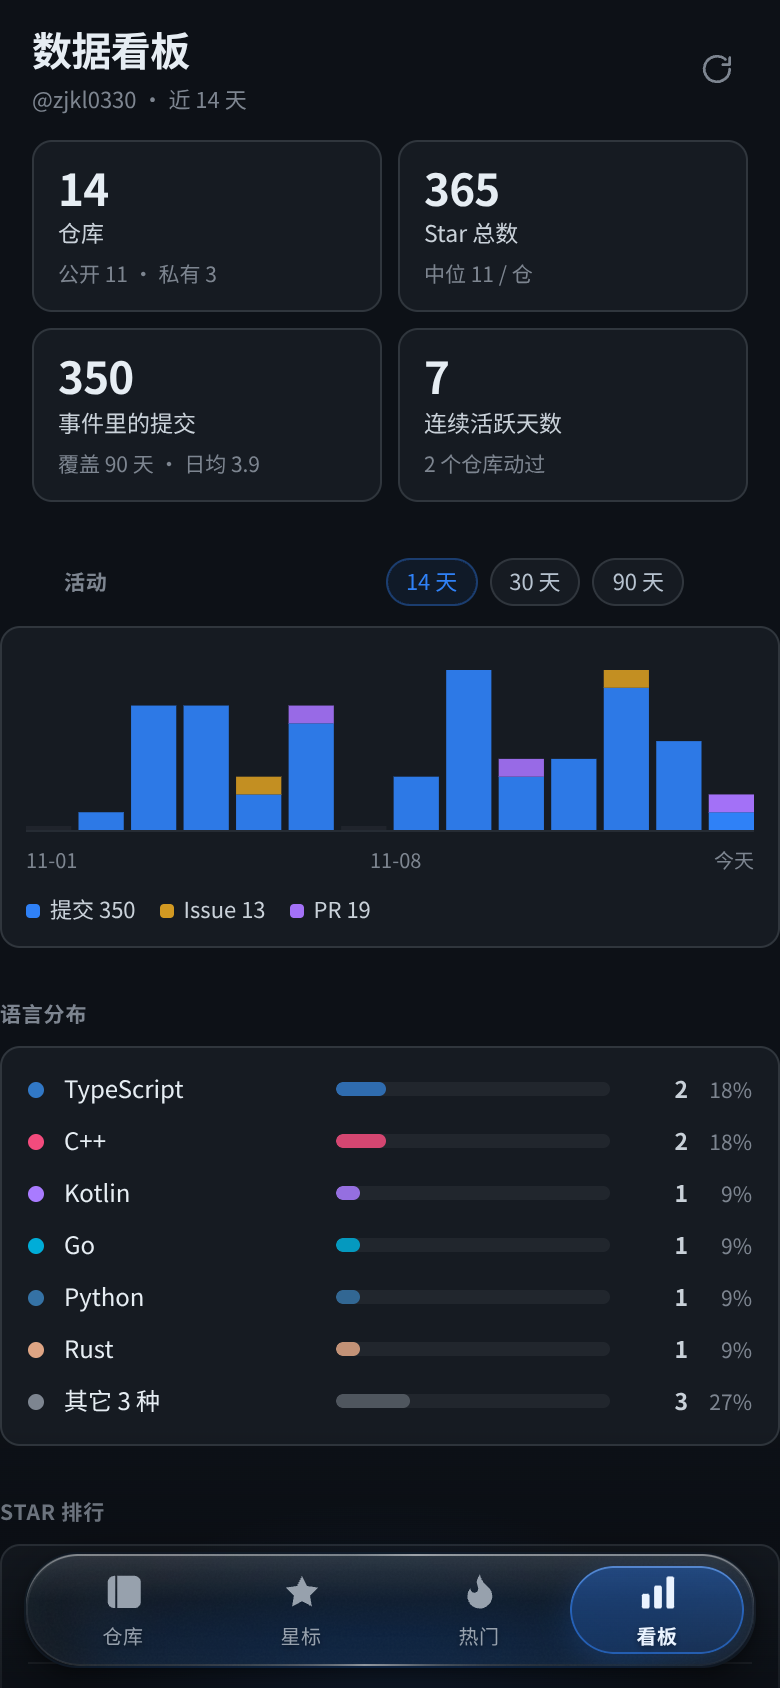 数据看板
@zjkl0330 • 近 14 天
14
仓库
公开 11 • 私有 3
365
Star 总数
中位 11 / 仓
350
事件里的提交
覆盖 90 天 • 日均 3.9
7
连续活跃天数
2 个仓库动过
活动
14 天 30 天 90 天
11-01 11-08 今天
提交 350 Issue 13 PR 19
语言分布
TypeScript 2 18%
C++ 2 18%
Kotlin 1 9%
Go 1 9%
Python 1 9%
Rust 1 9%
其它 3 种 3 27%
STAR 排行
仓库 星标 热门 看板